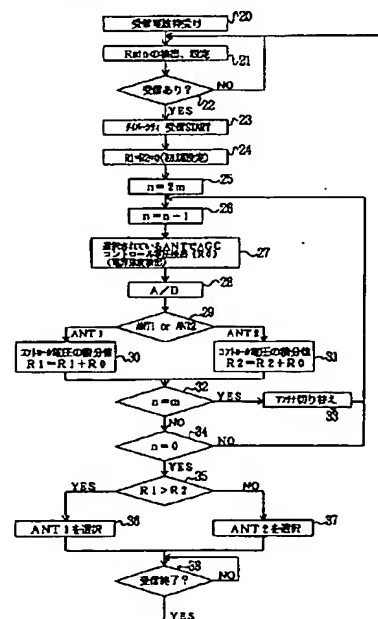 受信電波待受け
20
Rateの検出、設定
21
受信あり?
NO
22
YES
ダイバーシティ受信START
23
R1=R2=0(初期設定)
24
n=2m
25
n=n-1
26
選択されているANTでAGC
コントロール電圧検出(R0)
27
A/D
28
29
ANT1 or ANT2
ANT1
ANT2
コントロール電圧の積分値
R1=R1+R0
30
コントロール電圧の積分値
R2=R2+R0
31
32
n=m
YES
アンテナ切り替え
33
NO
34
n=0
NO
YES
35
R1>R2
YES
NO
ANT1を選択
36
ANT2を選択
37
38
受信終了?
NO
YES